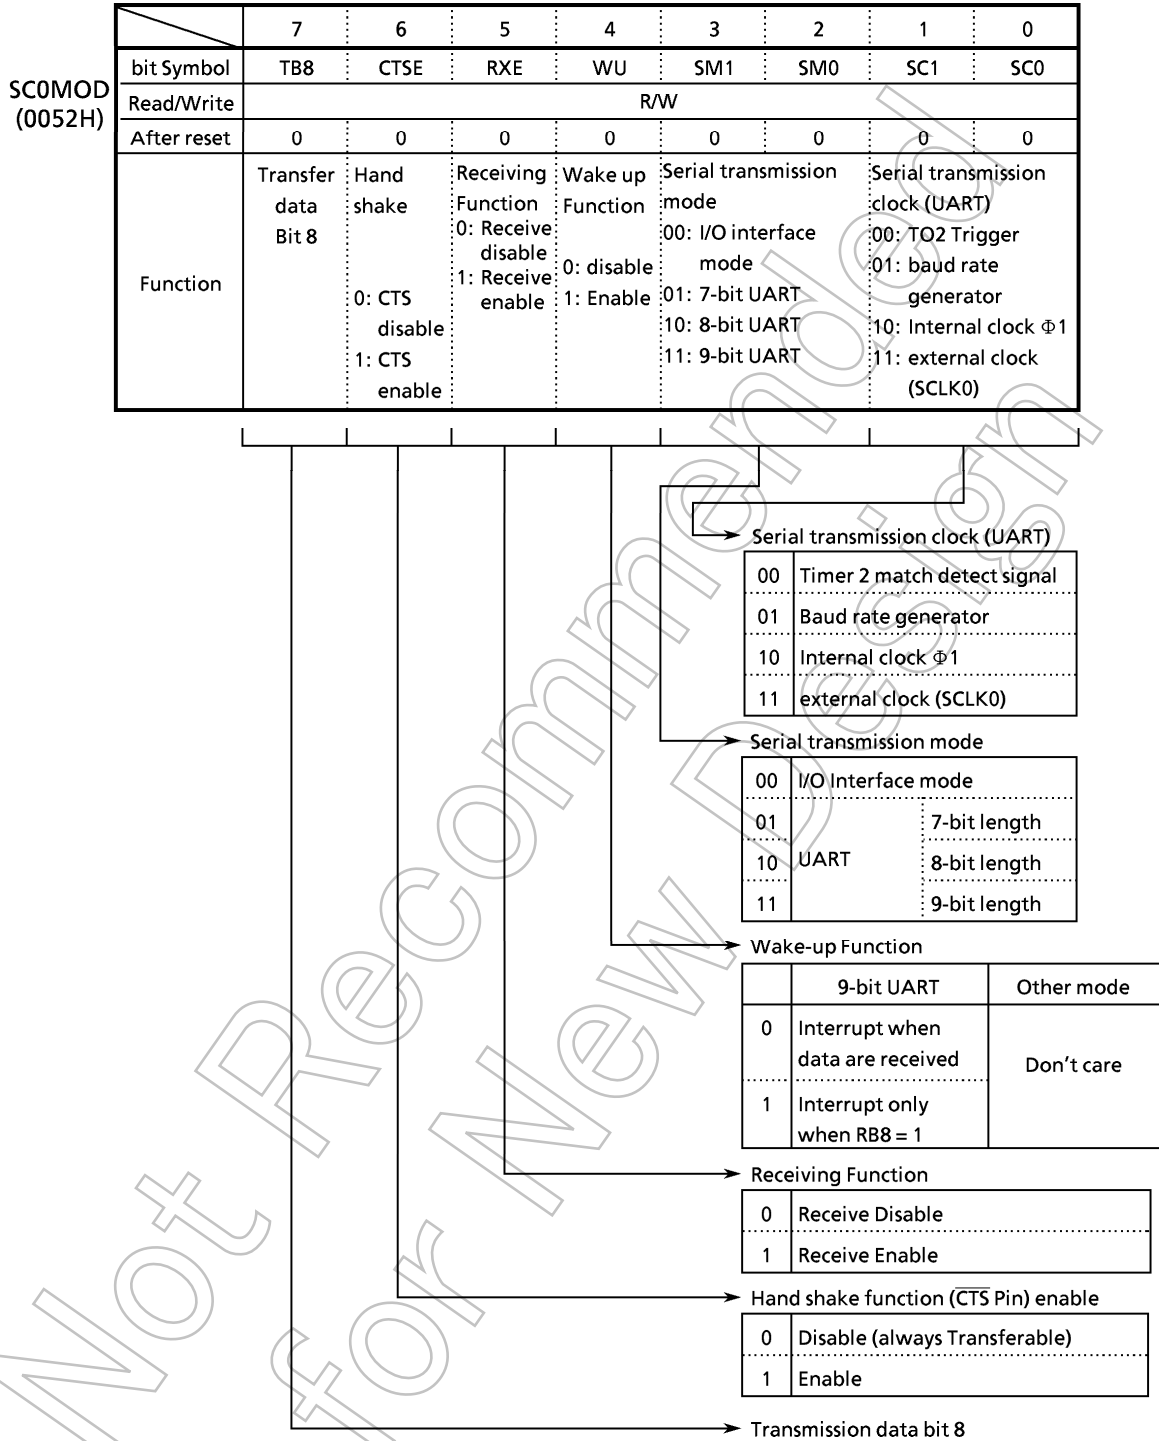 7 6 5 4 3 2 1 0
bit Symbol TB8 CTSE RXE WU SM1 SM0 SC1 SC0
SC0MOD
(0052H)
Read/Write R/W
After reset 0 0 0 0 0 0 0 0
Function
Transfer
data
Bit 8
Hand
shake
0: CTS
disable
1: CTS
enable
Receiving
Function
0: Receive
disable
1: Receive
enable
Wake up
Function
0: disable
1: Enable
Serial transmission
mode
00: I/O interface
mode
01: 7-bit UART
10: 8-bit UART
11: 9-bit UART
Serial transmission
clock (UART)
00: TO2 Trigger
01: baud rate
generator
10: Internal clock Φ1
11: external clock
(SCLK0)
Serial transmission clock (UART)
00 Timer 2 match detect signal
01 Baud rate generator
10 Internal clock Φ1
11 external clock (SCLK0)
Serial transmission mode
00 I/O Interface mode
01 7-bit length
10 UART 8-bit length
11 9-bit length
Wake-up Function
9-bit UART Other mode
0 Interrupt when
data are received
Don't care
1 Interrupt only
when RB8 = 1
Receiving Function
0 Receive Disable
1 Receive Enable
Hand shake function (C̅T̅S̅ Pin) enable
0 Disable (always Transferable)
1 Enable
Transmission data bit 8
Not Recommended
for New Design